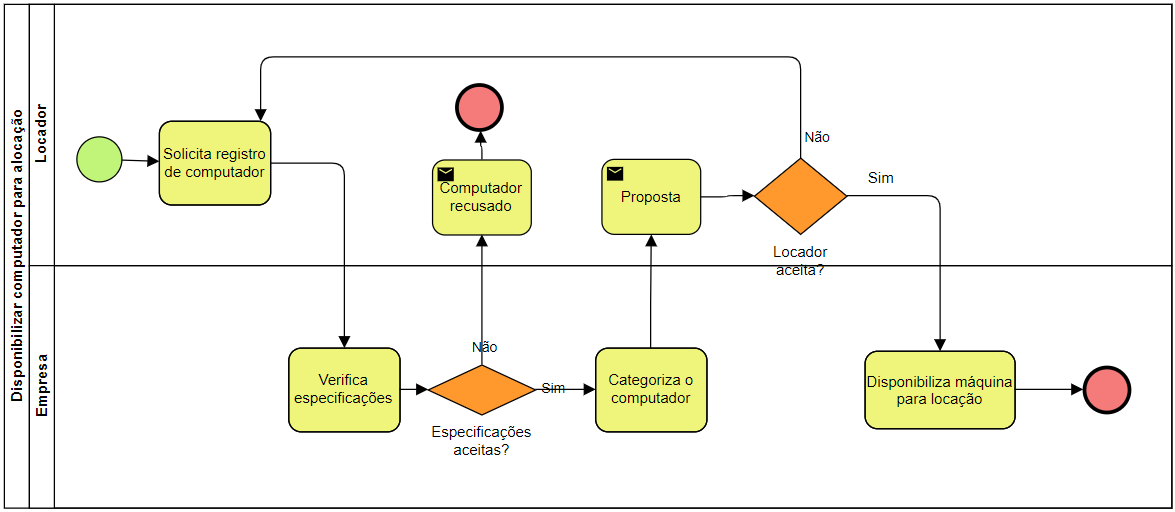 Disponibilizar computador para alocação
Locador
Empresa
Solicita registro
de computador
Computador
recusado
Proposta
Não
Sim
Locador
aceita?
Verifica
especificações
Não
Sim
Especificações
aceitas?
Categoriza o
computador
Disponibiliza máquina
para locação